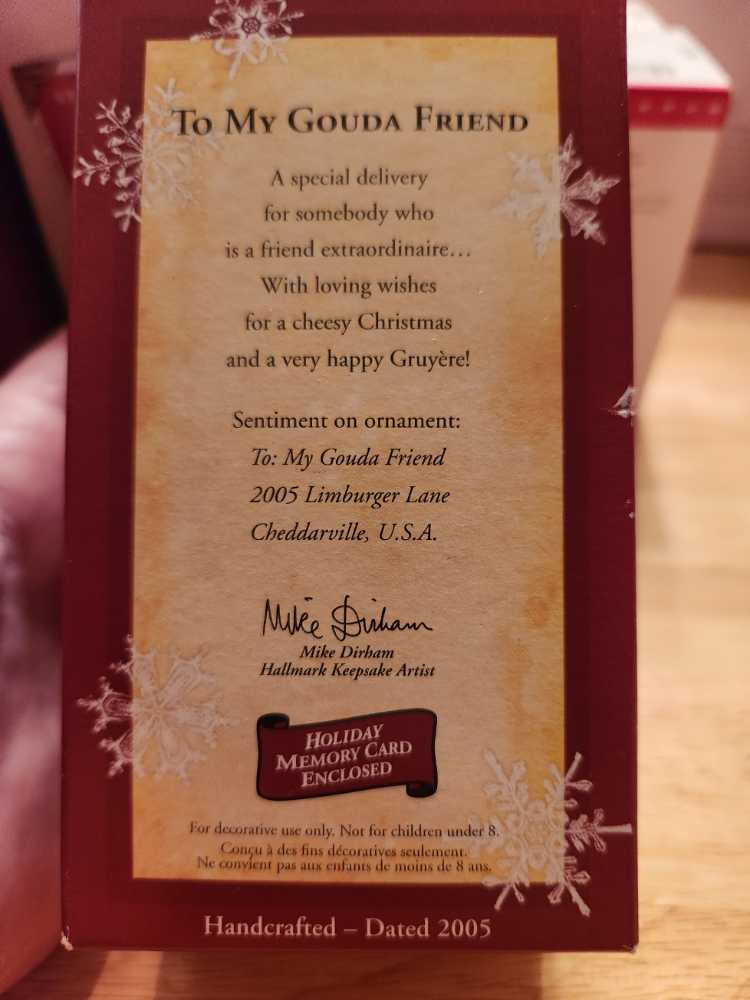 To My Gouda Friend
A special delivery
for somebody who
is a friend extraordinaire...
With loving wishes
for a cheesy Christmas
and a very happy Gruyère!
Sentiment on ornament:
To: My Gouda Friend
2005 Limburger Lane
Cheddarville, U.S.A.
Mike Dirham
Mike Dirham
Hallmark Keepsake Artist
Holiday
Memory Card
Enclosed
For decorative use only. Not for children under 8.
Conçu à des fins décoratives seulement.
Ne convient pas aux enfants de moins de 8 ans.
Handcrafted – Dated 2005